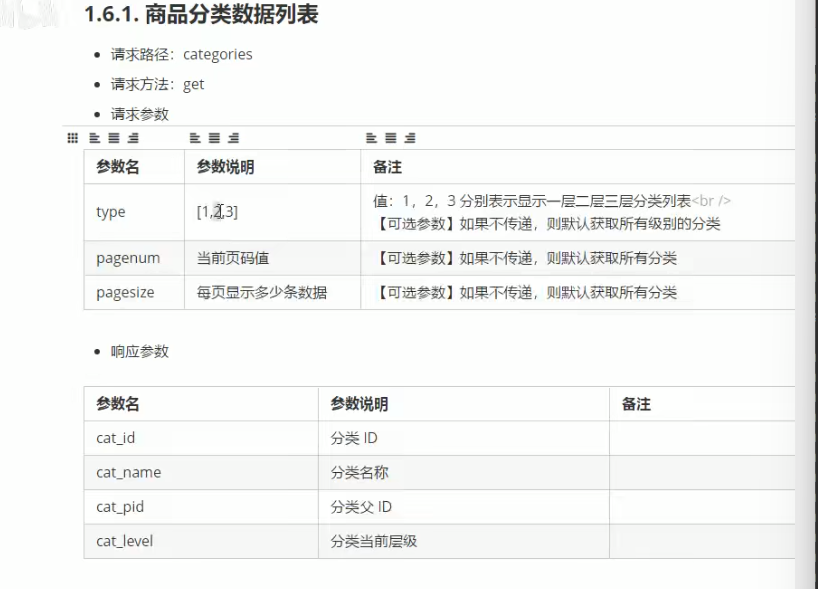 1.6.1. 商品分类数据列表
请求路径：categories
请求方法：get
请求参数
参数名 参数说明 备注
type [1,2,3] 值：1，2，3 分别表示显示一层二层三层分类列表<br />
【可选参数】如果不传递，则默认获取所有级别的分类
pagenum 当前页码值 【可选参数】如果不传递，则默认获取所有分类
pagesize 每页显示多少条数据 【可选参数】如果不传递，则默认获取所有分类
响应参数
参数名 参数说明 备注
cat_id 分类 ID
cat_name 分类名称
cat_pid 分类父 ID
cat_level 分类当前层级